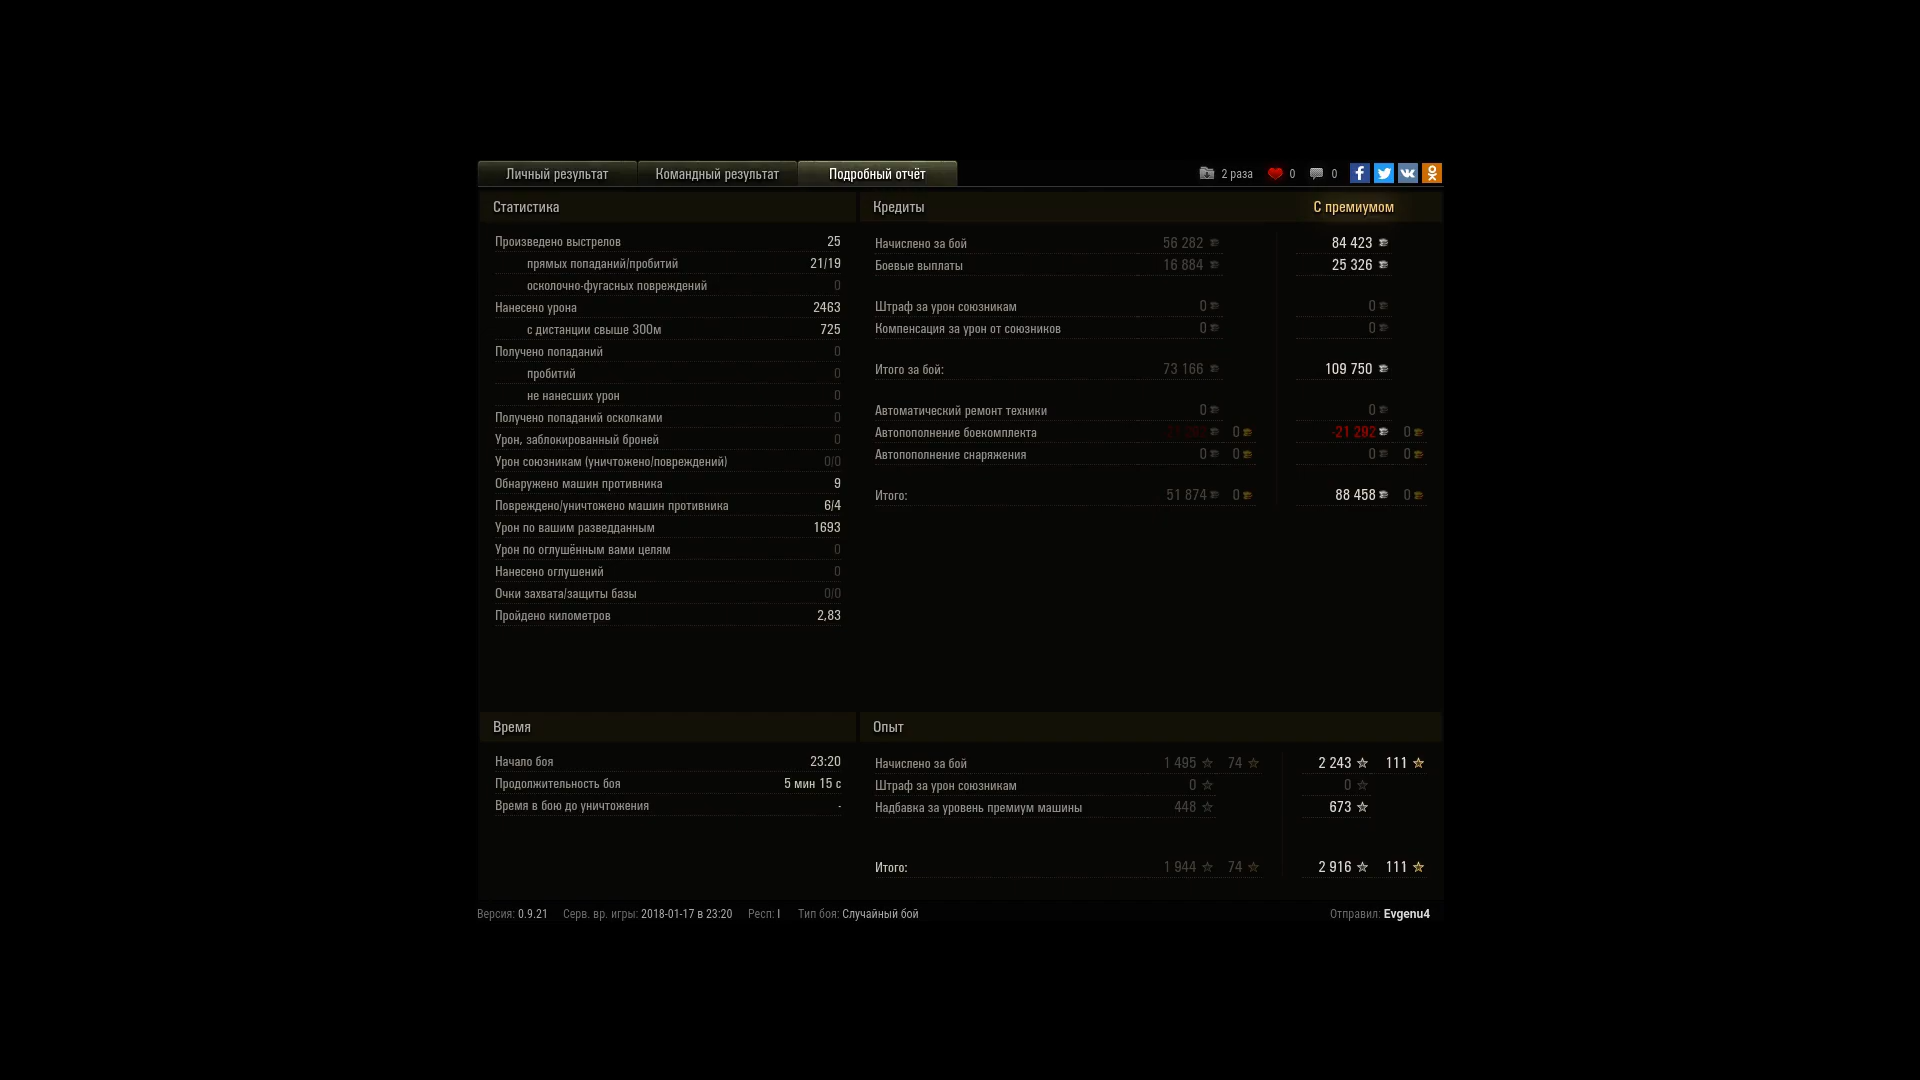 Личный результат Командный результат Подробный отчёт 2 раза 0 0
Статистика
Произведено выстрелов 25
прямых попаданий/пробитий 21/19
осколочно-фугасных повреждений 0
Нанесено урона 2463
с дистанции свыше 300м 725
Получено попаданий 0
пробитий 0
не нанесших урон 0
Получено попаданий осколками 0
Урон, заблокированный броней 0
Урон союзникам (уничтожено/повреждений) 0/0
Обнаружено машин противника 9
Повреждено/уничтожено машин противника 6/4
Урон по вашим разведданным 1693
Урон по оглушённым вами целям 0
Нанесено оглушений 0
Очки захвата/защиты базы 0/0
Пройдено километров 2,83
Кредиты С премиумом
Начислено за бой 56 282 84 423
Боевые выплаты 16 884 25 326
Штраф за урон союзникам 0 0
Компенсация за урон от союзников 0 0
Итого за бой: 73 166 109 750
Автоматический ремонт техники 0 0
Автопополнение боекомплекта -21 292 0 -21 292 0
Автопополнение снаряжения 0 0 0 0
Итого: 51 874 0 88 458 0
Время
Начало боя 23:20
Продолжительность боя 5 мин 15 с
Время в бою до уничтожения -
Опыт
Начислено за бой 1 495 74 2 243 111
Штраф за урон союзникам 0 0
Надбавка за уровень премиум машины 448 673
Итого: 1 944 74 2 916 111
Версия: 0.9.21 Серв. вр. игры: 2018-01-17 в 23:20 Респ: I Тип боя: Случайный бой Отправил: Evgenu4